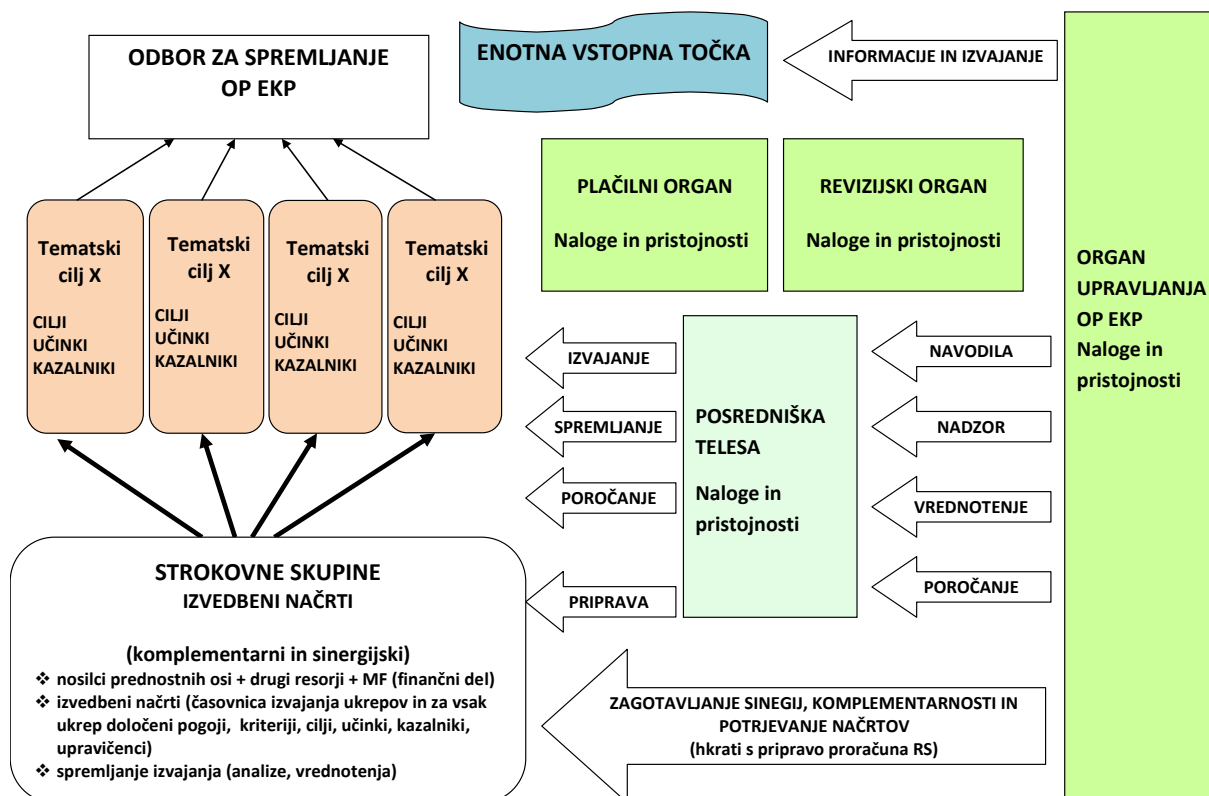 ODBOR ZA SPREMLJANJE
OP EKP
ENOTNA VSTOPNA TOČKA
INFORMACIJE IN IZVAJANJE
PLAČILNI ORGAN
Naloge in pristojnosti
REVIZIJSKI ORGAN
Naloge in pristojnosti
ORGAN
UPRAVLJANJA
OP EKP
Naloge in
pristojnosti
Tematski
cilj X
CILJI
UČINKI
KAZALNIKI
Tematski
cilj X
CILJI
UČINKI
KAZALNIKI
Tematski
cilj X
CILJI
UČINKI
KAZALNIKI
Tematski
cilj X
CILJI
UČINKI
KAZALNIKI
IZVAJANJE
SPREMLJANJE
POROČANJE
PRIPRAVA
POSREDNIŠKA
TELESA
Naloge in
pristojnosti
NAVODILA
NADZOR
VREDNOTENJE
POROČANJE
STROKOVNE SKUPINE
IZVEDBENI NAČRTI
(komplementarni in sinergijski)
❖ nosilci prednostnih osi + drugi resorji + MF (finančni del)
❖ izvedbeni načrti (časovnica izvajanja ukrepov in za vsak
ukrep določeni pogoji, kriteriji, cilji, učinki, kazalniki,
upravičenci)
❖ spremljanje izvajanja (analize, vrednotenja)
ZAGOTAVLJANJE SINEGIJ, KOMPLEMENTARNOSTI IN
POTRJEVANJE NAČRTOV
(hkrati s pripravo proračuna RS)